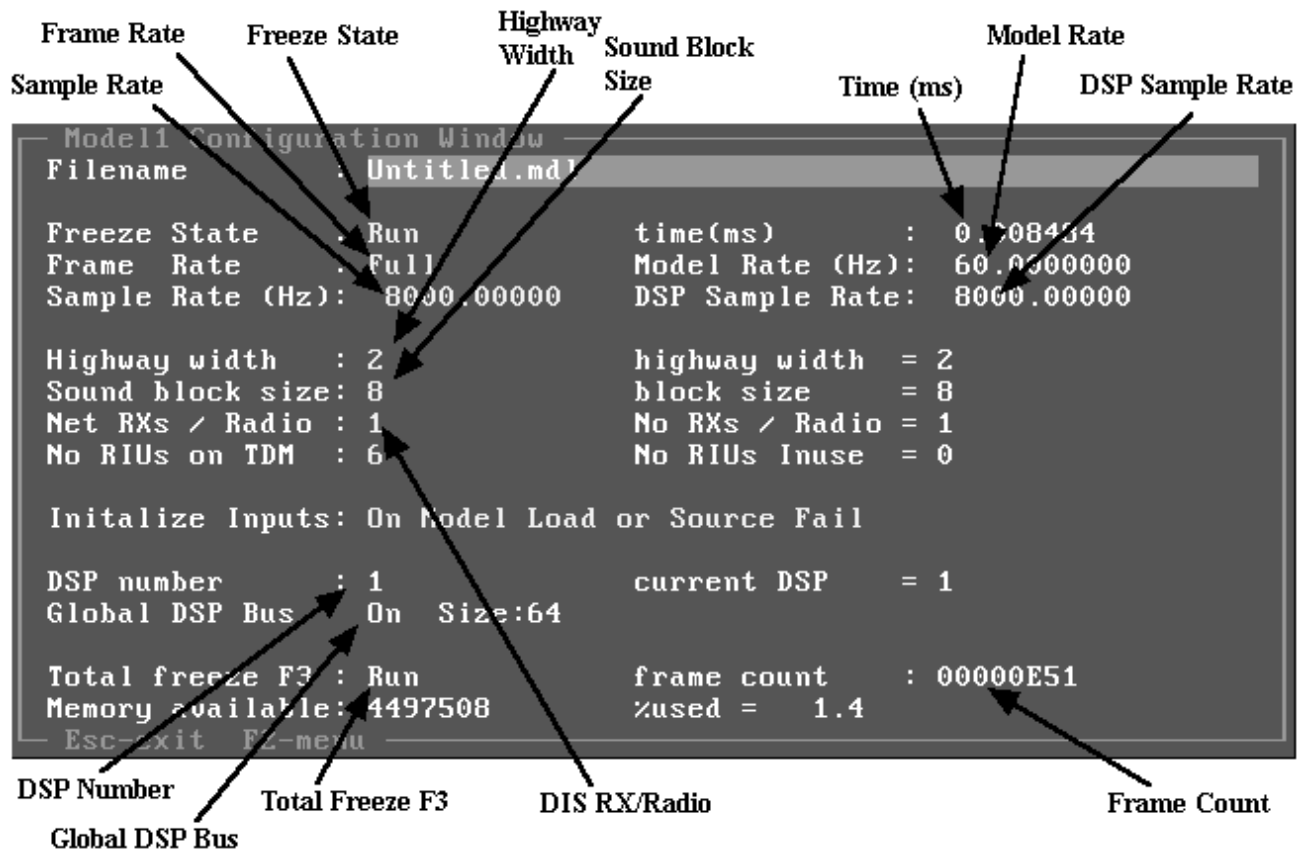 Frame Rate Freeze State Highway Width Sound Block Size Model Rate
Sample Rate Time (ms) DSP Sample Rate
Model1 Configuration Window
Filename : Untitled.mdl
Freeze State : Run time(ms) : 0.008484
Frame Rate : Full Model Rate (Hz): 60.0000000
Sample Rate (Hz): 8000.00000 DSP Sample Rate: 8000.00000
Highway width : 2 highway width = 2
Sound block size: 8 block size = 8
Net RXs / Radio : 1 No RXs / Radio = 1
No RIUs on TDM : 6 No RIUs Inuse = 0
Initalize Inputs: On Model Load or Source Fail
DSP number : 1 current DSP = 1
Global DSP Bus On Size:64
Total freeze F3 : Run frame count : 00000E51
Memory available: 4497508 %used = 1.4
Esc-exit F2-menu
DSP Number Total Freeze F3 DIS RX/Radio Frame Count
Global DSP Bus